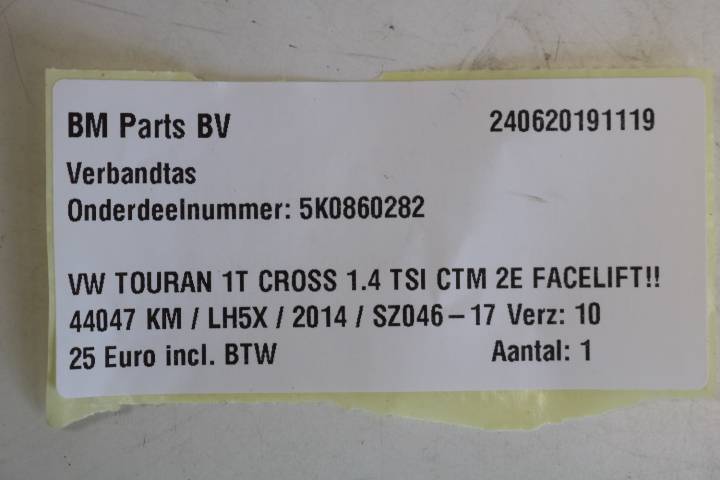 BM Parts BV 240620191119
Verbandtas
Onderdeelnummer: 5K0860282
VW TOURAN 1T CROSS 1.4 TSI CTM 2E FACELIFT!!
44047 KM / LH5X / 2014 / SZ046-17 Verz: 10
25 Euro incl. BTW Aantal: 1